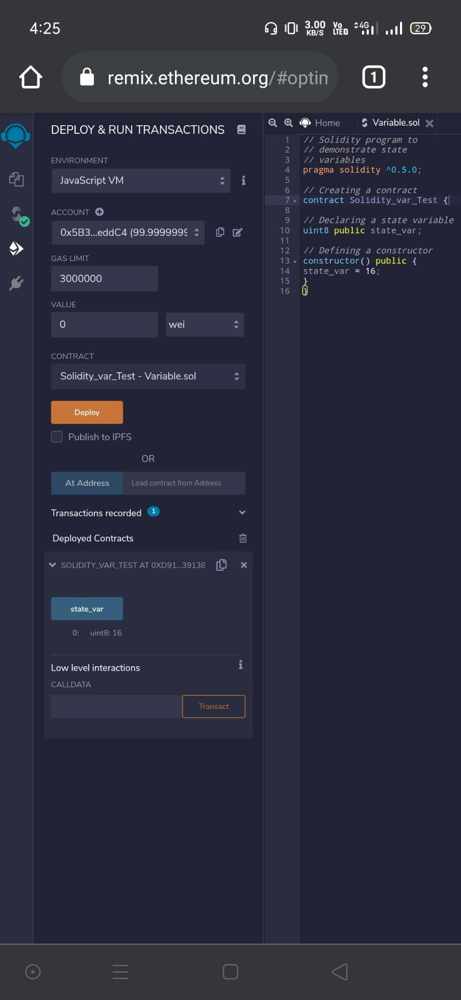 4:25
3.00
KB/S
Vo
LTE
4G
29
remix.ethereum.org/#optim
1
DEPLOY & RUN TRANSACTIONS
ENVIRONMENT
JavaScript VM
ACCOUNT
0x5B3...eddC4 (99.9999999
GAS LIMIT
3000000
VALUE
0
wei
CONTRACT
Solidity_var_Test - Variable.sol
Deploy
Publish to IPFS
OR
At Address
Load contract from Address
Transactions recorded 1
Deployed Contracts
SOLIDITY_VAR_TEST AT 0XD91...39138
state_var
0: uint8: 16
Low level interactions
CALLDATA
Transact
Home
Variable.sol
1 // Solidity program to
2 // demonstrate state
3 // variables
4 pragma solidity ^0.5.0;
5
6 // Creating a contract
7 contract Solidity_var_Test {
8
9 // Declaring a state variable
10 uint8 public state_var;
11
12 // Defining a constructor
13 constructor() public {
14 state_var = 16;
15 }
16 }